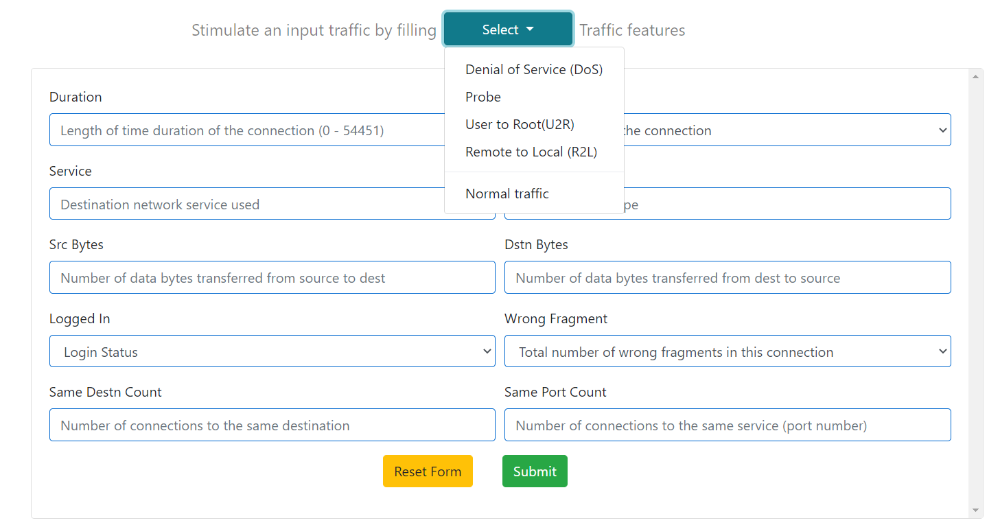 Stimulate an input traffic by filling Select Traffic features
Denial of Service (DoS)
Probe
User to Root(U2R)
Remote to Local (R2L)
Normal traffic
Duration
Length of time duration of the connection (0 - 54451)
the connection
Service
Destination network service used
Src Bytes
Dstn Bytes
Number of data bytes transferred from source to dest
Number of data bytes transferred from dest to source
Logged In
Wrong Fragment
Login Status
Total number of wrong fragments in this connection
Same Destn Count
Same Port Count
Number of connections to the same destination
Number of connections to the same service (port number)
Reset Form
Submit